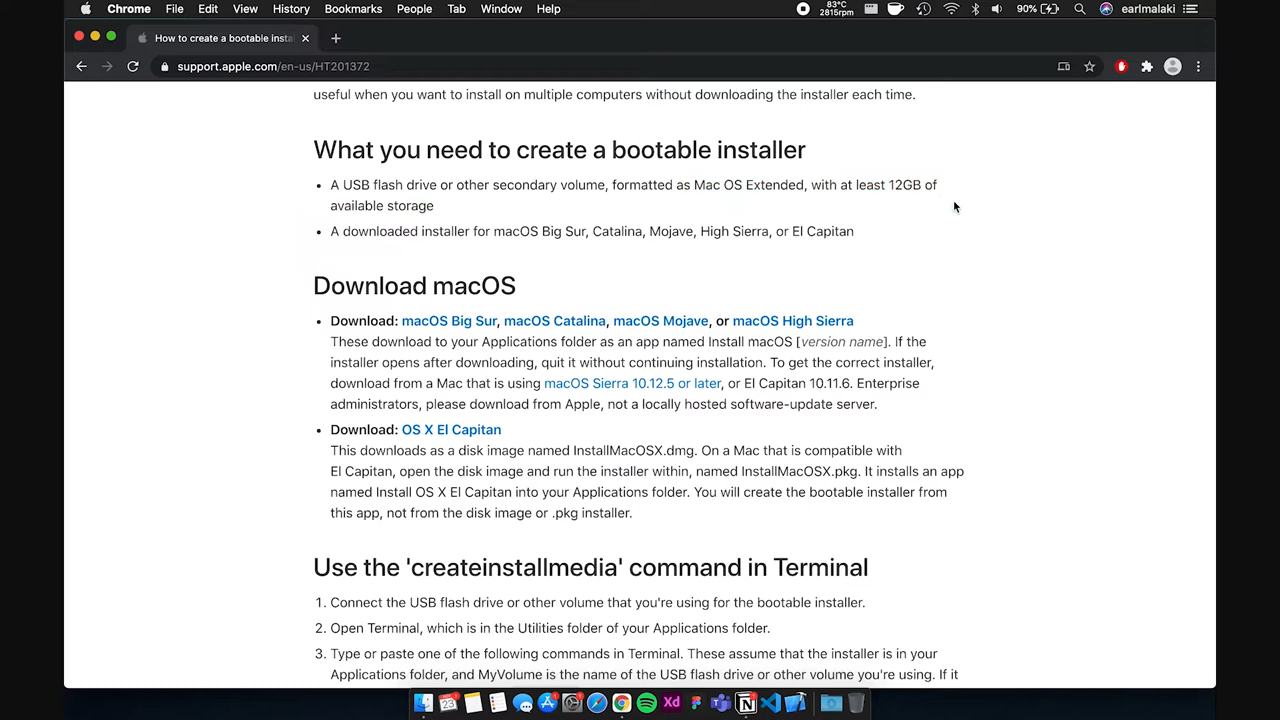 Chrome File Edit View History Bookmarks People Tab Window Help
83°C
2815rpm
90%
earlmalaki
How to create a bootable insta
support.apple.com/en-us/HT201372
useful when you want to install on multiple computers without downloading the installer each time.
What you need to create a bootable installer
• A USB flash drive or other secondary volume, formatted as Mac OS Extended, with at least 12GB of
available storage
• A downloaded installer for macOS Big Sur, Catalina, Mojave, High Sierra, or El Capitan
Download macOS
• Download: macOS Big Sur, macOS Catalina, macOS Mojave, or macOS High Sierra
These download to your Applications folder as an app named Install macOS [version name]. If the
installer opens after downloading, quit it without continuing installation. To get the correct installer,
download from a Mac that is using macOS Sierra 10.12.5 or later, or El Capitan 10.11.6. Enterprise
administrators, please download from Apple, not a locally hosted software-update server.
• Download: OS X El Capitan
This downloads as a disk image named InstallMacOSX.dmg. On a Mac that is compatible with
El Capitan, open the disk image and run the installer within, named InstallMacOSX.pkg. It installs an app
named Install OS X El Capitan into your Applications folder. You will create the bootable installer from
this app, not from the disk image or .pkg installer.
Use the 'createinstallmedia' command in Terminal
1. Connect the USB flash drive or other volume that you're using for the bootable installer.
2. Open Terminal, which is in the Utilities folder of your Applications folder.
3. Type or paste one of the following commands in Terminal. These assume that the installer is in your
Applications folder, and MyVolume is the name of the USB flash drive or other volume you're using. If it
23
Xd